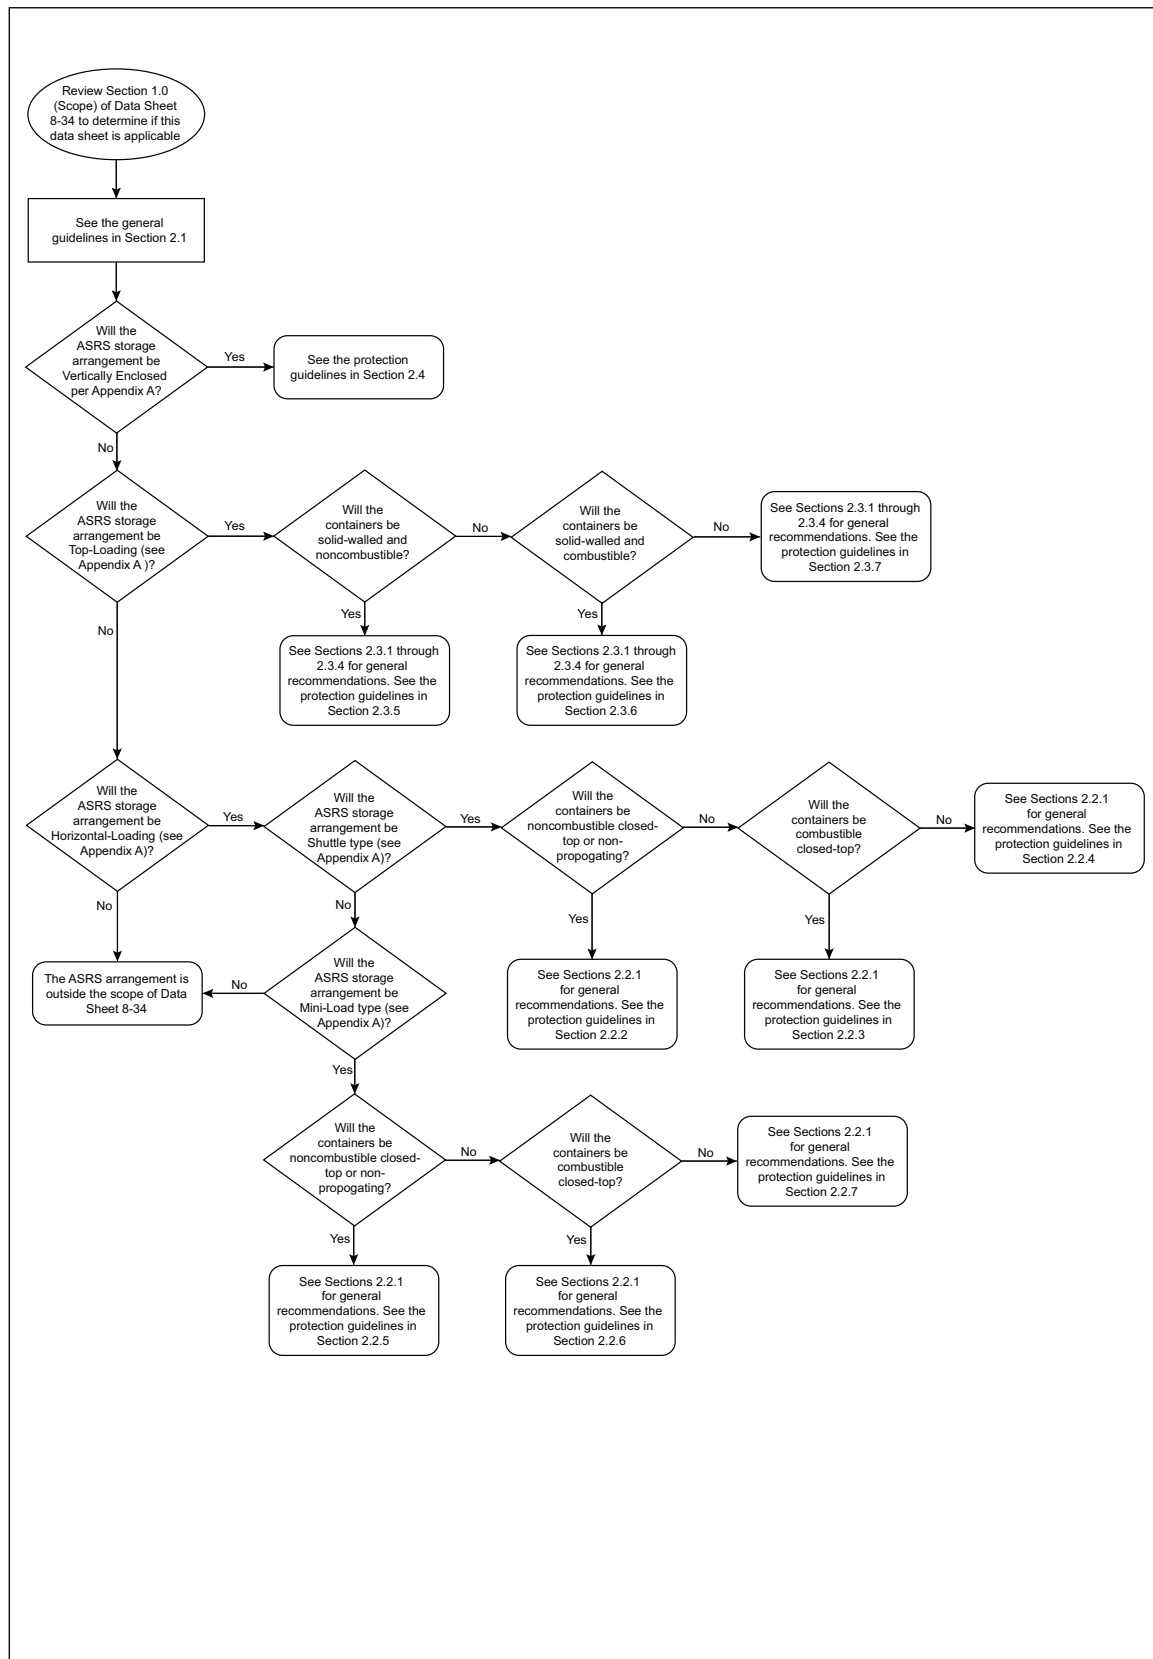 Review Section 1.0
(Scope) of Data Sheet
8-34 to determine if this
data sheet is applicable
See the general
guidelines in Section 2.1
Will the
ASRS storage
arrangement be
Vertically Enclosed
per Appendix A?
Yes
See the protection
guidelines in Section 2.4
No
Will the
ASRS storage
arrangement be
Top-Loading (see
Appendix A )?
Yes
Will the
containers be
solid-walled and
noncombustible?
No
Will the
containers be
solid-walled and
combustible?
No
See Sections 2.3.1 through
2.3.4 for general
recommendations. See the
protection guidelines in
Section 2.3.7
No
Yes
See Sections 2.3.1 through
2.3.4 for general
recommendations. See the
protection guidelines in
Section 2.3.5
Yes
See Sections 2.3.1 through
2.3.4 for general
recommendations. See the
protection guidelines in
Section 2.3.6
Will the
ASRS storage
arrangement be
Horizontal-Loading (see
Appendix A)?
Yes
Will the
ASRS storage
arrangement be
Shuttle type (see
Appendix A)?
Yes
Will the
containers be
noncombustible closed-
top or non-
propogating?
No
Will the
containers be
combustible
closed-top?
No
See Sections 2.2.1
for general
recommendations. See the
protection guidelines in
Section 2.2.4
No
No
Yes
Yes
The ASRS arrangement is
outside the scope of Data
Sheet 8-34
No
Will the
ASRS storage
arrangement be
Mini-Load type (see
Appendix A)?
See Sections 2.2.1
for general
recommendations. See the
protection guidelines in
Section 2.2.2
See Sections 2.2.1
for general
recommendations. See the
protection guidelines in
Section 2.2.3
Yes
Will the
containers be
noncombustible closed-
top or non-
propogating?
No
Will the
containers be
combustible
closed-top?
No
See Sections 2.2.1
for general
recommendations. See the
protection guidelines in
Section 2.2.7
Yes
See Sections 2.2.1
for general
recommendations. See the
protection guidelines in
Section 2.2.5
Yes
See Sections 2.2.1
for general
recommendations. See the
protection guidelines in
Section 2.2.6